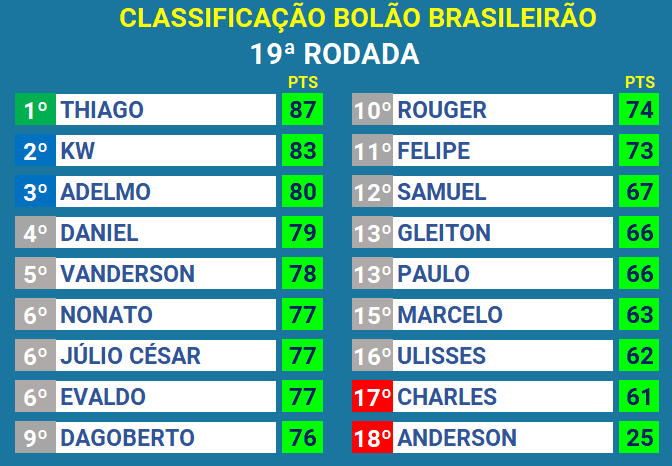 CLASSIFICAÇÃO BOLÃO BRASILEIRÃO
19ª RODADA
PTS
1º THIAGO 87
2º KW 83
3º ADELMO 80
4º DANIEL 79
5º VANDERSON 78
6º NONATO 77
6º JÚLIO CÉSAR 77
6º EVALDO 77
9º DAGOBERTO 76
PTS
10º ROUGER 74
11º FELIPE 73
12º SAMUEL 67
13º GLEITON 66
13º PAULO 66
15º MARCELO 63
16º ULISSES 62
17º CHARLES 61
18º ANDERSON 25